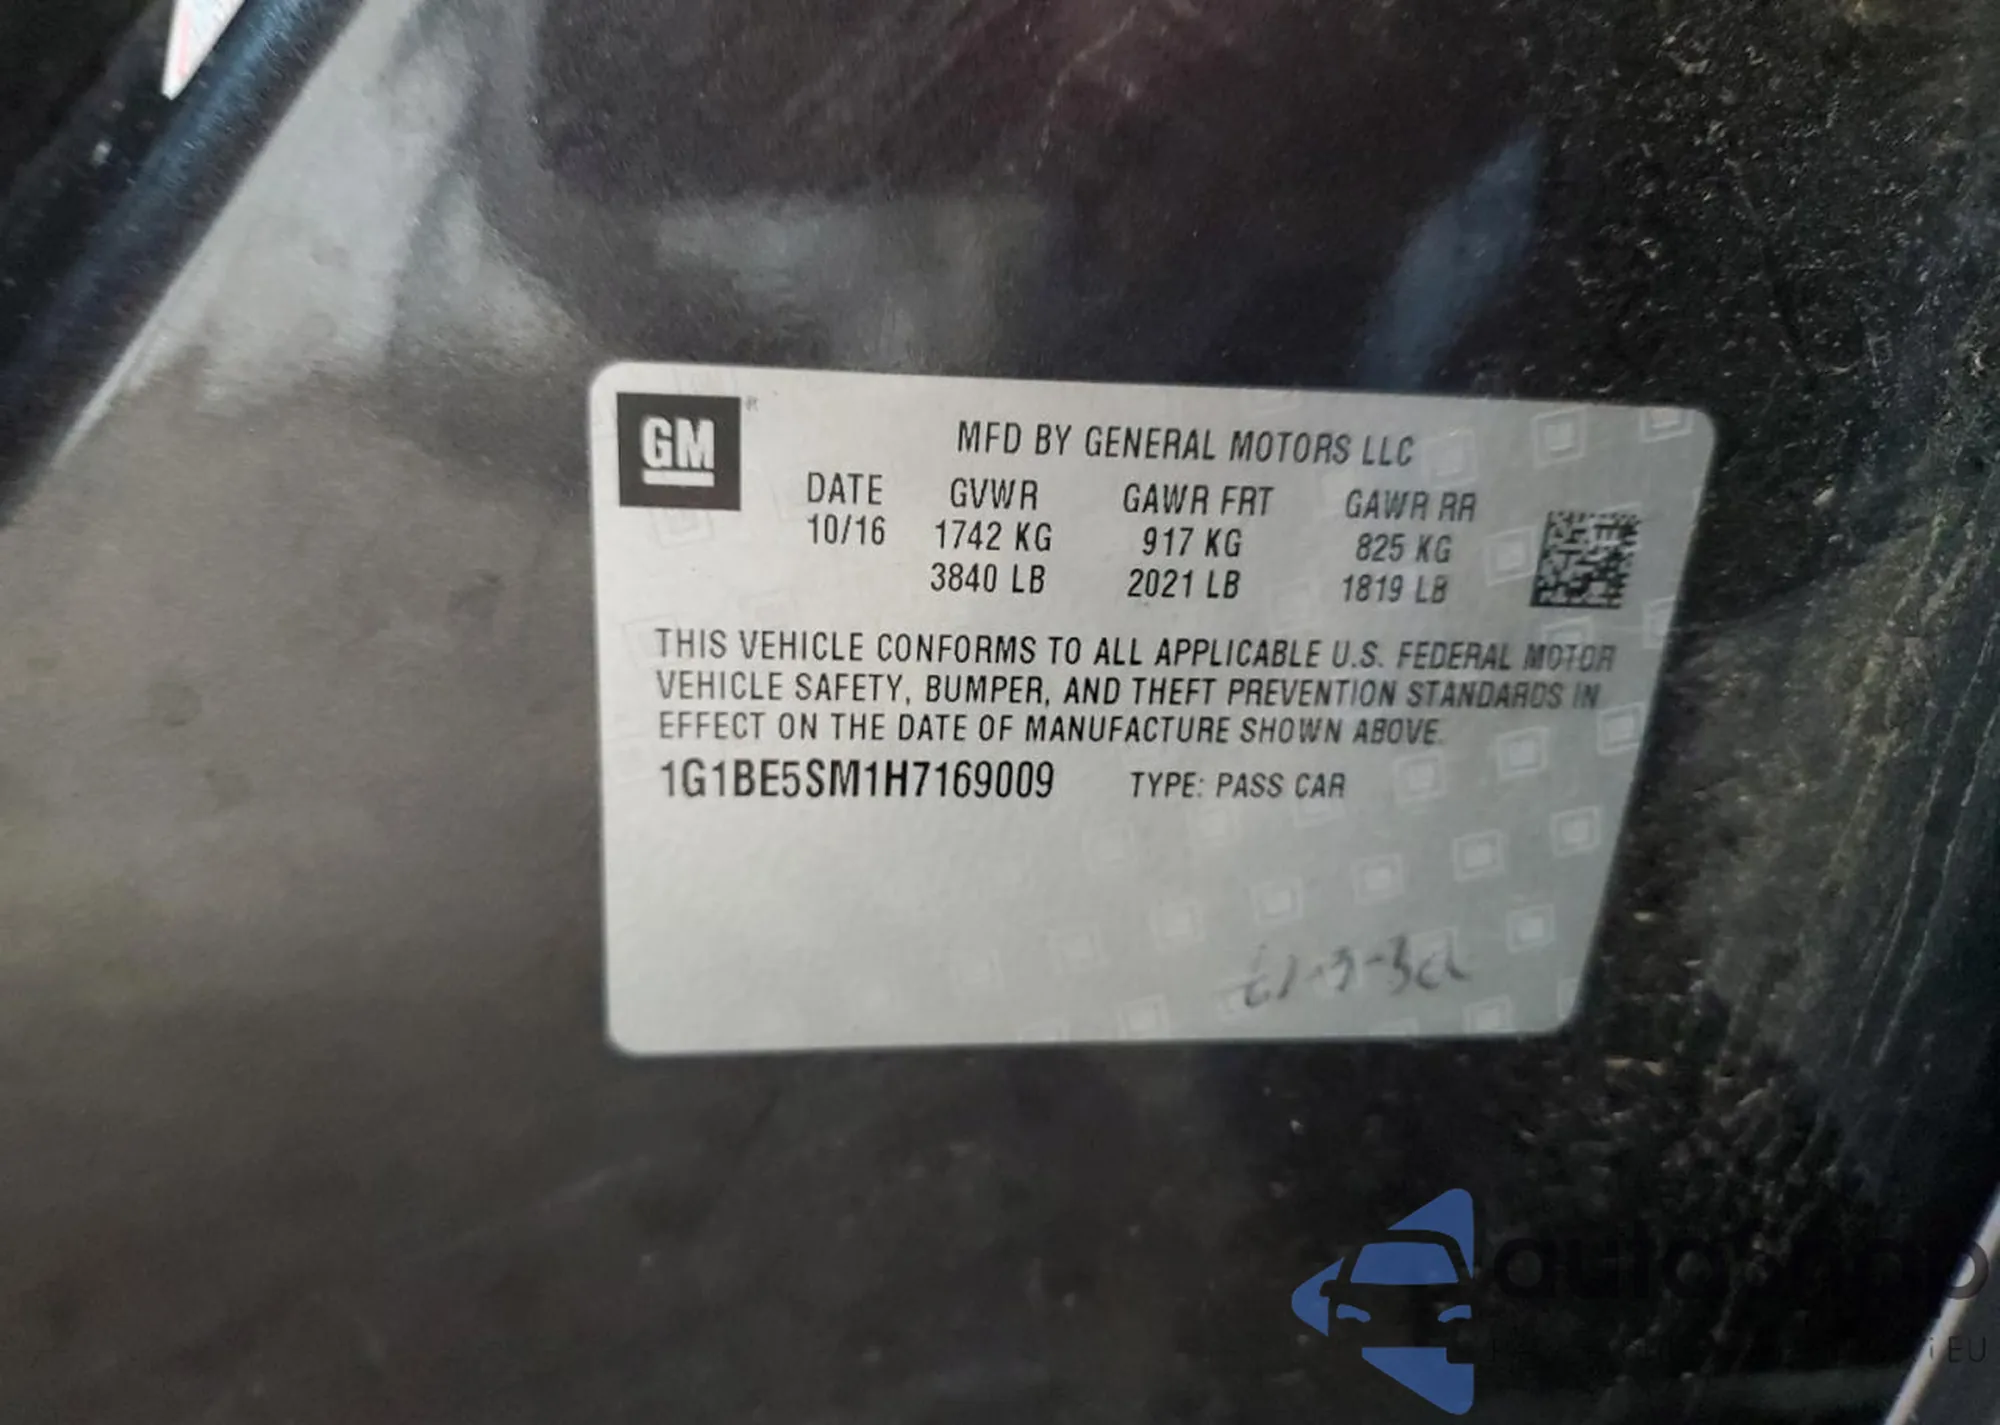 GM
MFD BY GENERAL MOTORS LLC
DATE GVWR GAWR FRT GAWR RR
10/16 1742 KG 917 KG 825 KG
3840 LB 2021 LB 1819 LB
THIS VEHICLE CONFORMS TO ALL APPLICABLE U.S. FEDERAL MOTOR
VEHICLE SAFETY, BUMPER, AND THEFT PREVENTION STANDARDS IN
EFFECT ON THE DATE OF MANUFACTURE SHOWN ABOVE.
1G1BE5SM1H7169009 TYPE: PASS CAR
EU